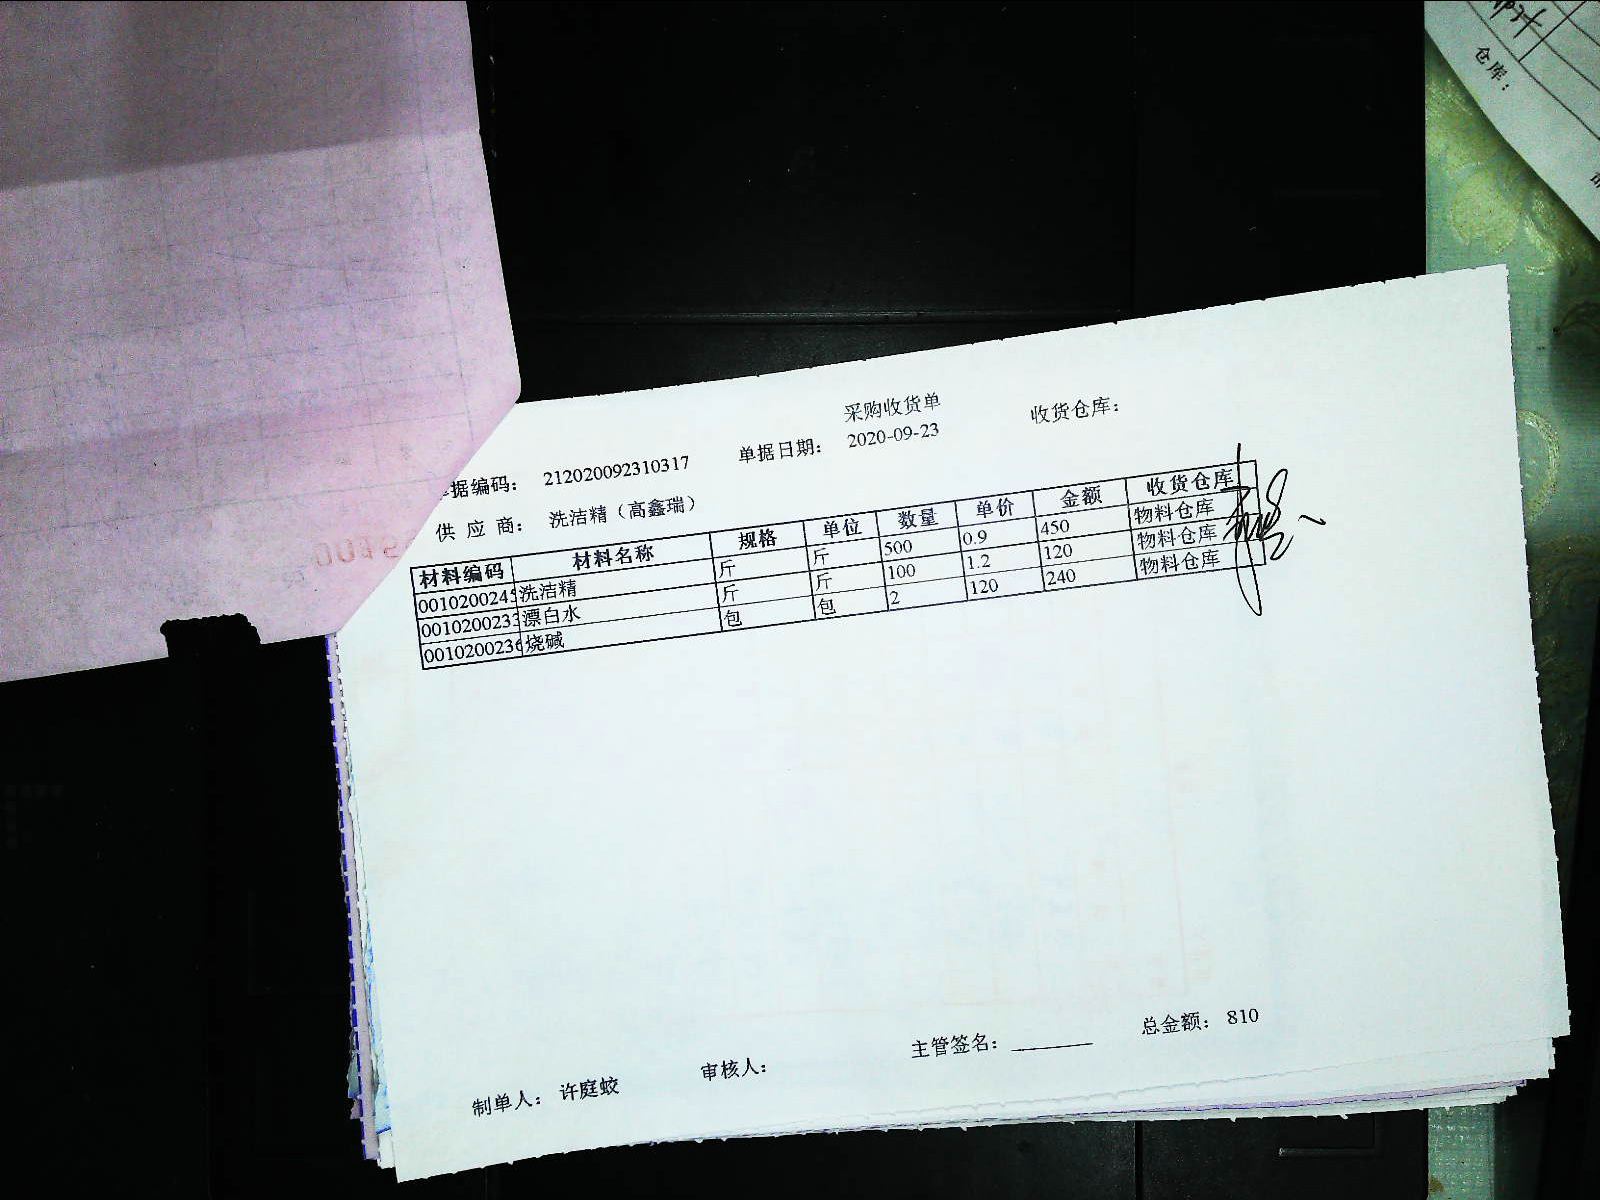 采购收货单
据编码： 212020092310317 单据日期： 2020-09-23 收货仓库：
供 应 商： 洗洁精（高鑫瑞）
材料编码 材料名称 规格 单位 数量 单价 金额 收货仓库
001020024 洗洁精 斤 斤 500 0.9 450 物料仓库
001020023 漂白水 斤 斤 100 1.2 120 物料仓库
001020023 烧碱 包 包 2 120 240 物料仓库
制单人： 许庭蛟 审核人： 主管签名： 总金额： 810
仓库：